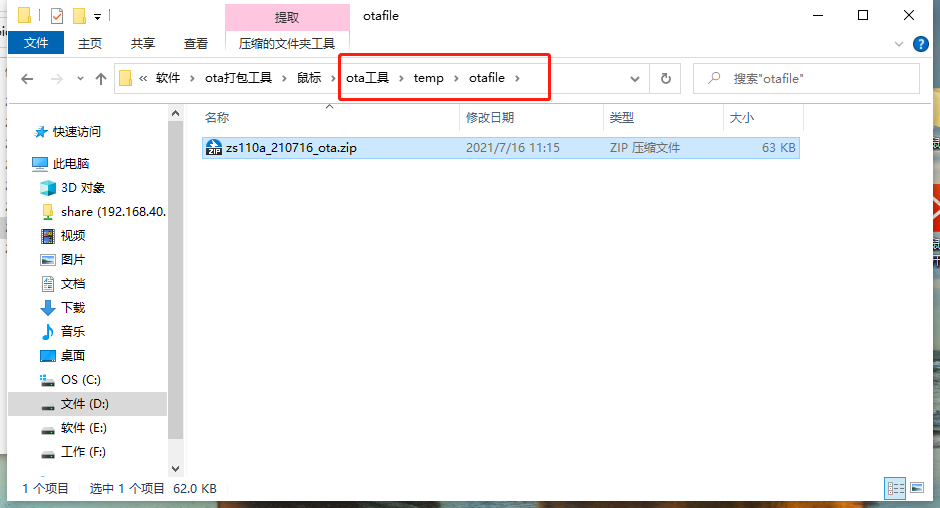 提取
otafile
文件
主页
共享
查看
压缩的文件夹工具
« 软件 › ota打包工具 › 鼠标 › ota工具 › temp › otafile ›
搜索"otafile"
名称
修改日期
类型
大小
zs110a_210716_ota.zip
2021/7/16 11:15
ZIP 压缩文件
63 KB
快速访问
此电脑
3D 对象
share (192.168.40.
视频
图片
文档
下载
音乐
桌面
OS (C:)
文件 (D:)
软件 (E:)
工作 (F:)
1 个项目
选中 1 个项目 62.0 KB